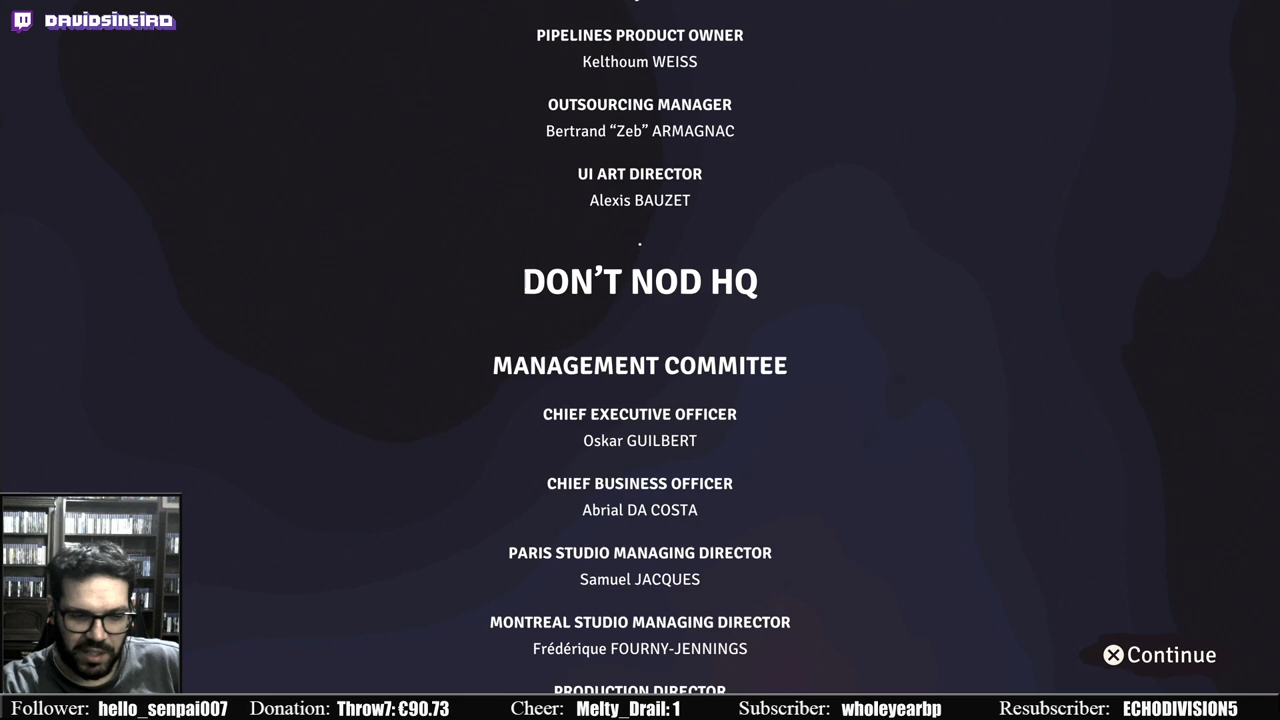 DAVIDSINEIRO
PIPELINES PRODUCT OWNER
Kelthoum WEISS
OUTSOURCING MANAGER
Bertrand “Zeb” ARMAGNAC
UI ART DIRECTOR
Alexis BAUZET
.
DON’T NOD HQ
MANAGEMENT COMMITEE
CHIEF EXECUTIVE OFFICER
Oskar GUILBERT
CHIEF BUSINESS OFFICER
Abrial DA COSTA
PARIS STUDIO MANAGING DIRECTOR
Samuel JACQUES
MONTREAL STUDIO MANAGING DIRECTOR
Frédérique FOURNY-JENNINGS
PRODUCTION DIRECTOR
Continue
Follower: hello_senpai007 Donation: Throw7: €90.73 Cheer: Melty_Drail: 1 Subscriber: wholeyearbp Resubscriber: ECHODIVISION5